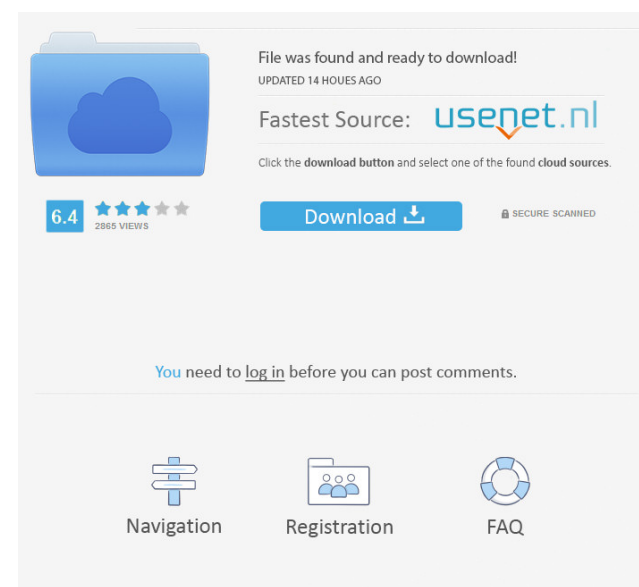 File was found and ready to download!
UPDATED 14 HOUES AGO
Fastest Source: usenet.nl
Click the download button and select one of the found cloud sources.
6.4
2865 VIEWS
Download
SECURE SCANNED
You need to log in before you can post comments.
Navigation Registration FAQ